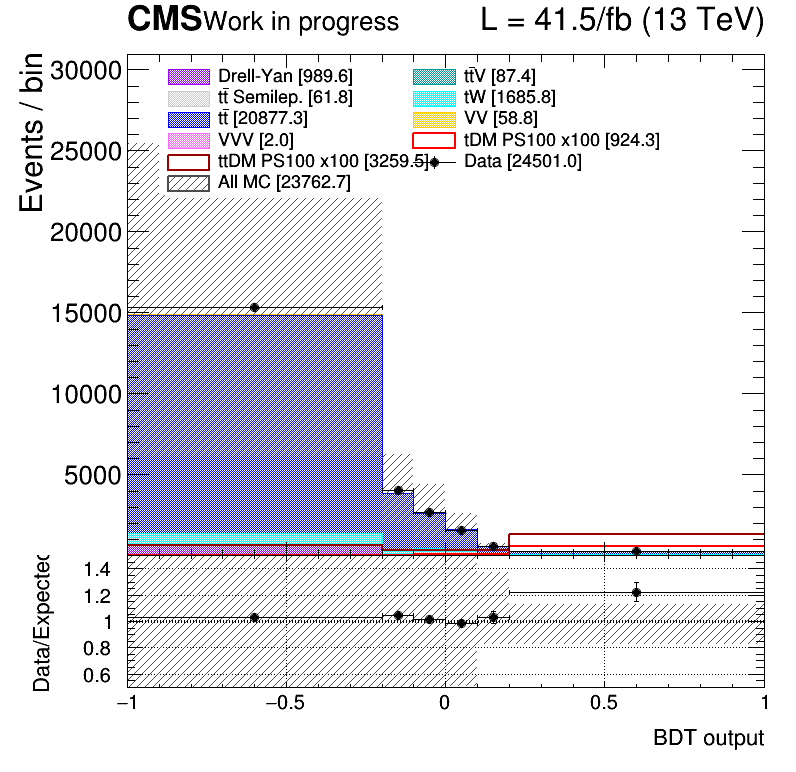 CMS Work in progress L = 41.5/fb (13 TeV)
Events / bin
30000
25000
20000
15000
10000
5000
Drell-Yan [989.6] tt̄V [87.4]
tt̄ Semilep. [61.8] tW [1685.8]
tt̄ [20877.3] VV [58.8]
VVV [2.0] tDM PS100 x100 [924.3]
ttDM PS100 x100 [3259.5] Data [24501.0]
All MC [23762.7]
Data/Expected
1.4
1.2
1
0.8
0.6
−1 −0.5 0 0.5 1
BDT output